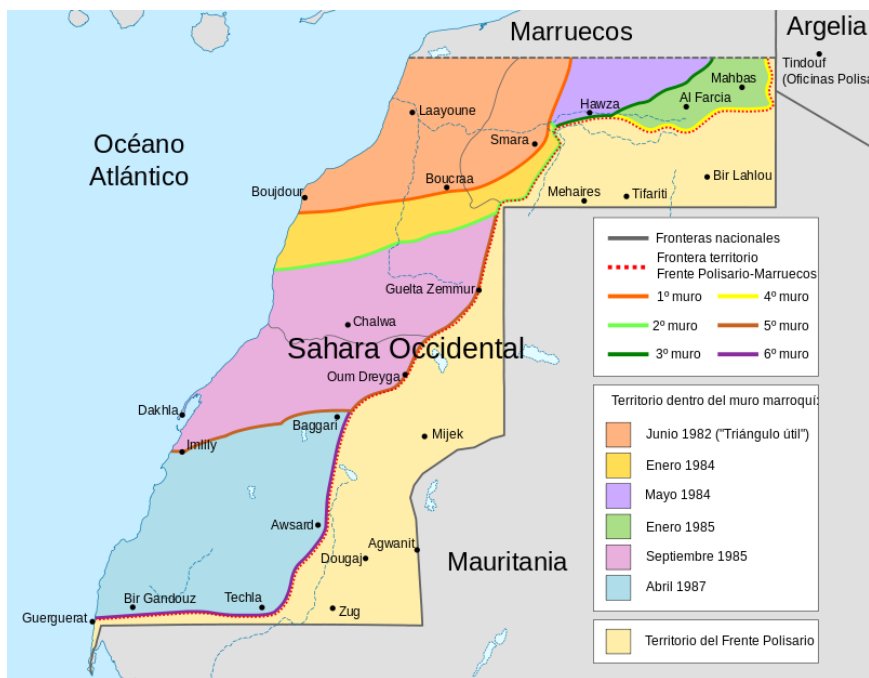 Marruecos
Argelia
Tindouf
(Oficinas Polisa
Mahbas
Al Farcia
Hawza
Laayoune
Smara
Océano
Atlántico
Boucraa
Boujdour
Bir Lahlou
Mehaires
Tifariti
Guelta Zemmur
Chalwa
Sahara Occidental
Oum Dreyga
Dakhla
Baggari
Imlily
Mijek
Awsard
Agwanit
Dougaj
Mauritania
Bir Gandouz
Techla
Zug
Guerguerat
Fronteras nacionales
Frontera territorio
Frente Polisario-Marruecos
1º muro
4º muro
2º muro
5º muro
3º muro
6º muro
Territorio dentro del muro marroquí:
Junio 1982 ("Triángulo útil")
Enero 1984
Mayo 1984
Enero 1985
Septiembre 1985
Abril 1987
Territorio del Frente Polisario